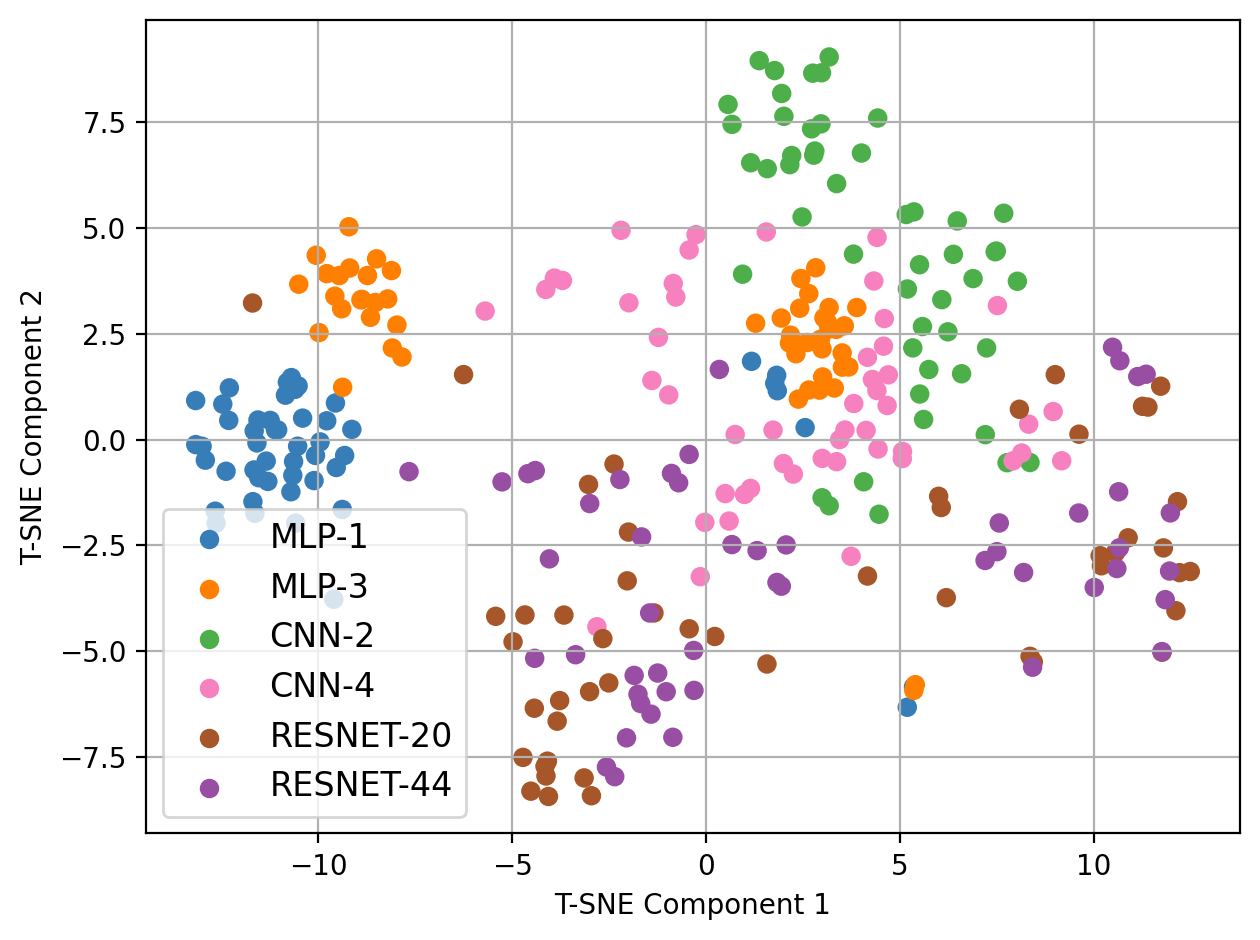 7.5
5.0
2.5
0.0
−2.5
−5.0
−7.5
T-SNE Component 2
MLP-1
MLP-3
CNN-2
CNN-4
RESNET-20
RESNET-44
−10 −5 0 5 10
T-SNE Component 1